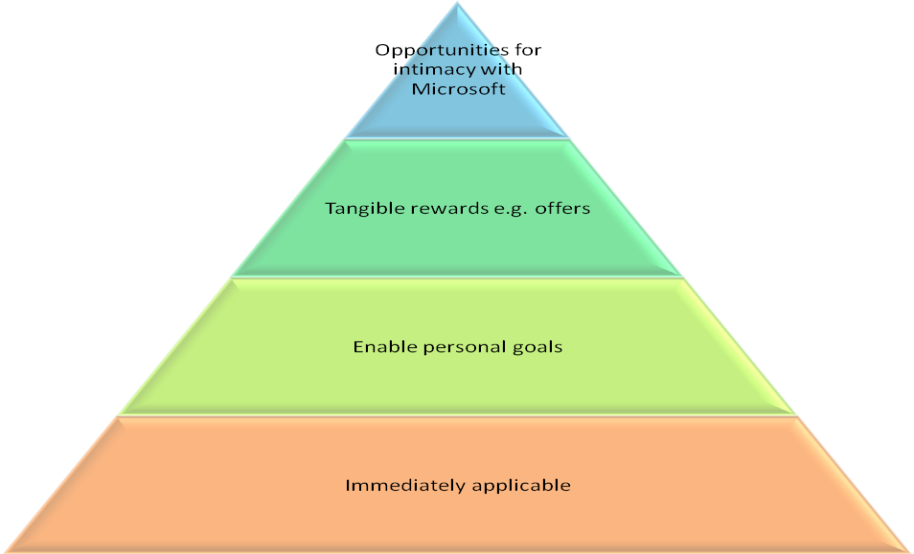 Opportunities for
intimacy with
Microsoft
Tangible rewards e.g. offers
Enable personal goals
Immediately applicable